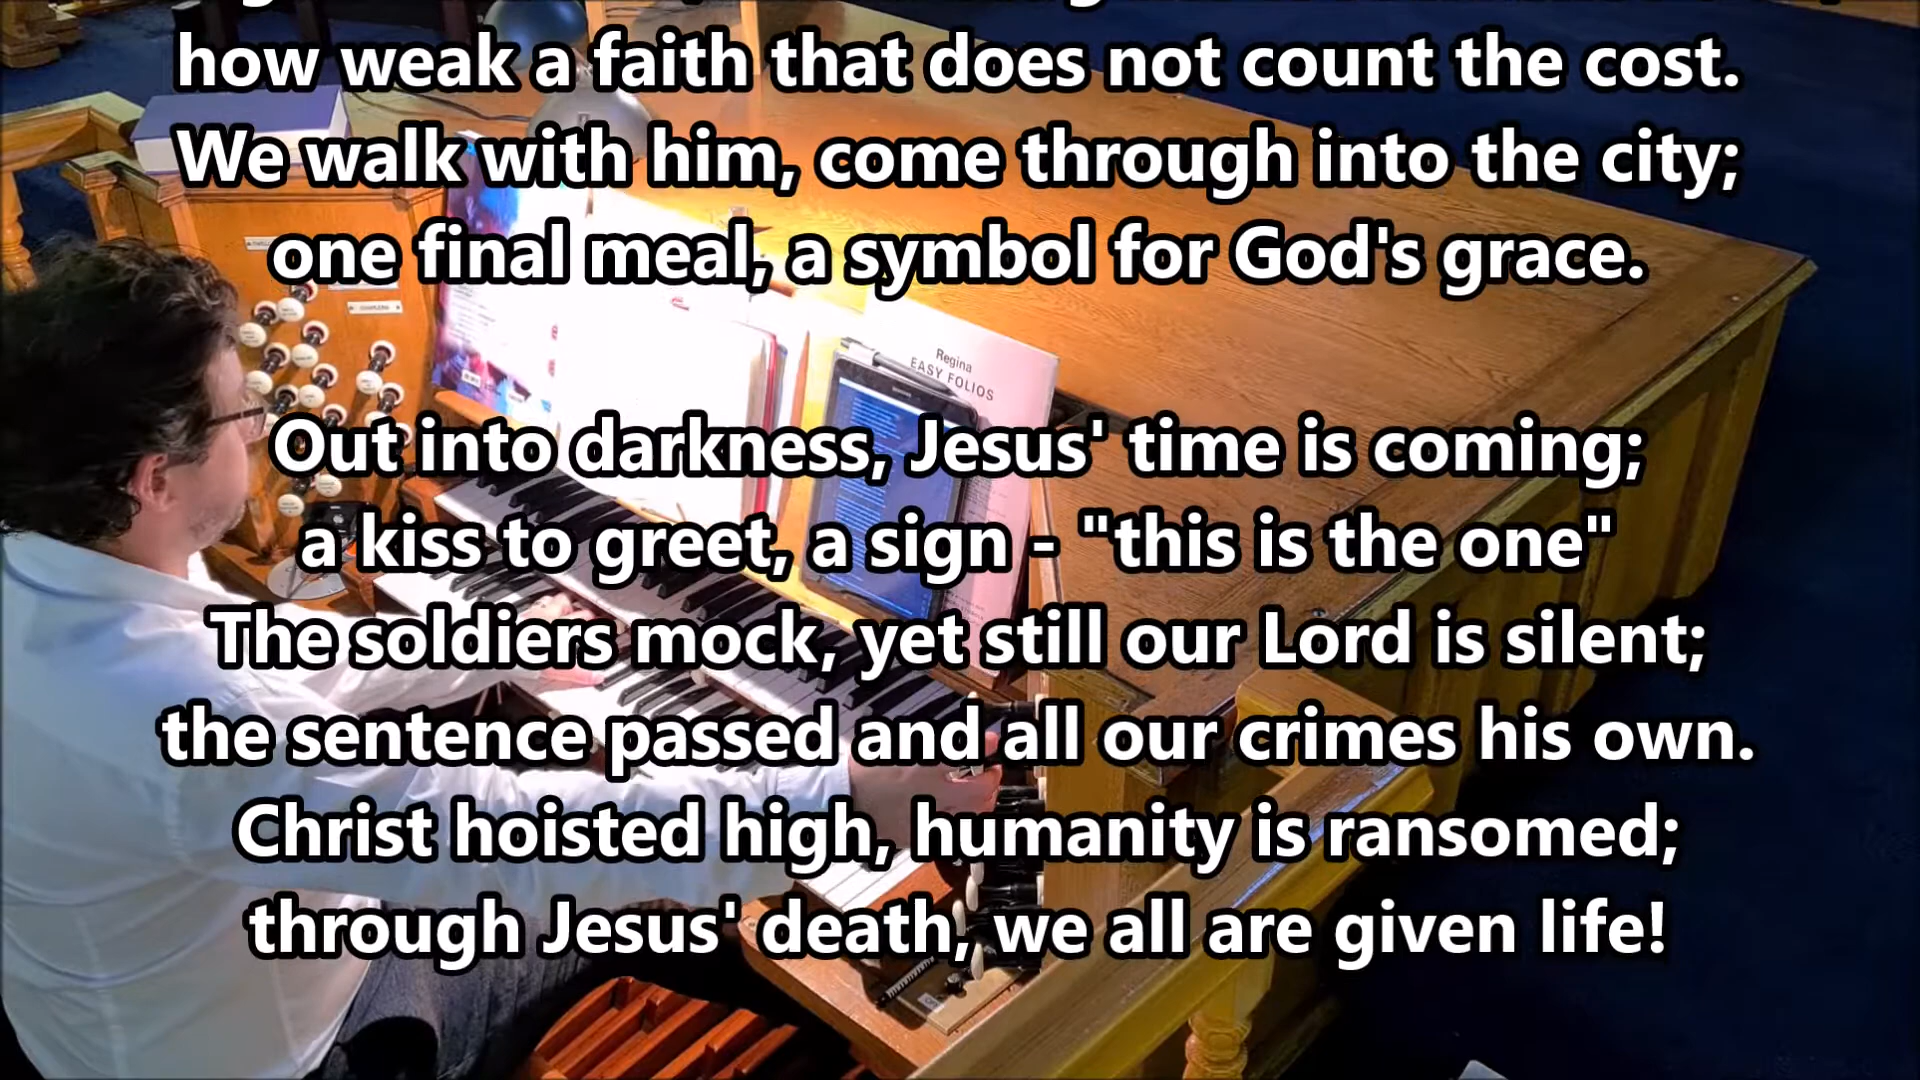 how weak a faith that does not count the cost.
We walk with him, come through into the city;
one final meal, a symbol for God's grace.
Regina
EASY FOLIOS
Out into darkness, Jesus' time is coming;
a kiss to greet, a sign - "this is the one"
The soldiers mock, yet still our Lord is silent;
the sentence passed and all our crimes his own.
Christ hoisted high, humanity is ransomed;
through Jesus' death, we all are given life!